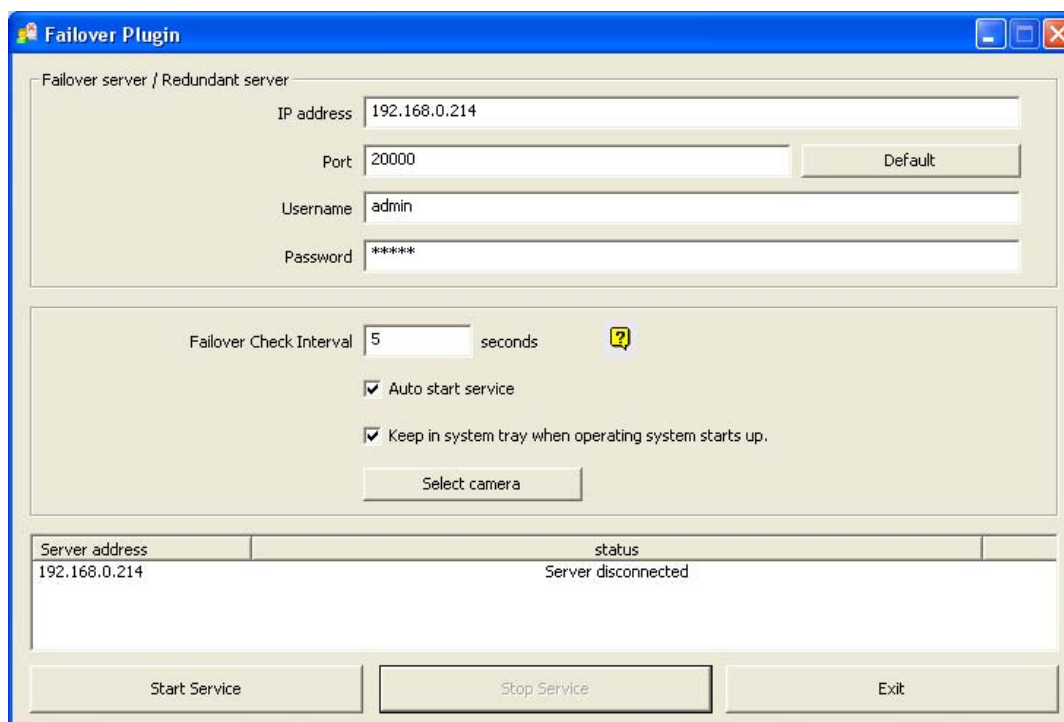 Failover Plugin
Failover server / Redundant server
IP address 192.168.0.214
Port 20000 Default
Username admin
Password *****
Failover Check Interval 5 seconds ?
Auto start service
Keep in system tray when operating system starts up.
Select camera
Server address status
192.168.0.214 Server disconnected
Start Service Stop Service Exit